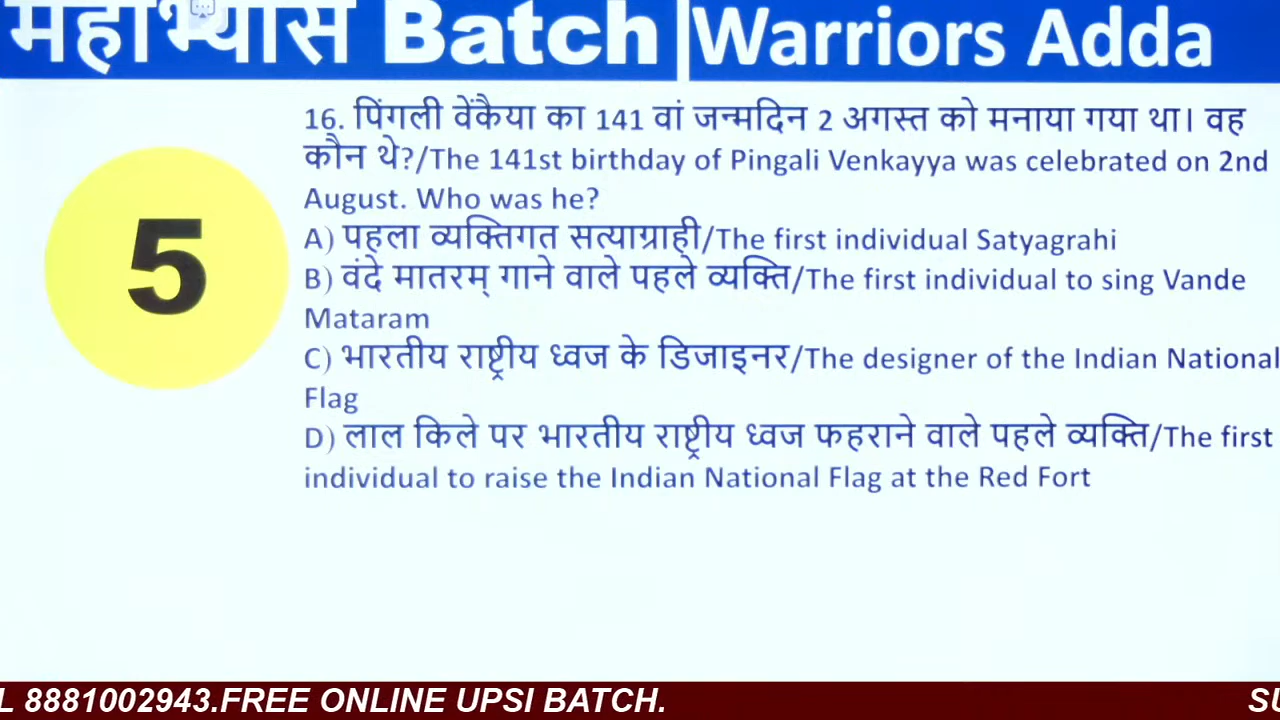 महाभ्यास Batch Warriors Adda
5
16. पिंगली वेंकैया का 141 वां जन्मदिन 2 अगस्त को मनाया गया था। वह
कौन थे?/The 141st birthday of Pingali Venkayya was celebrated on 2nd
August. Who was he?
A) पहला व्यक्तिगत सत्याग्राही/The first individual Satyagrahi
B) वंदे मातरम् गाने वाले पहले व्यक्ति/The first individual to sing Vande
Mataram
C) भारतीय राष्ट्रीय ध्वज के डिजाइनर/The designer of the Indian National
Flag
D) लाल किले पर भारतीय राष्ट्रीय ध्वज फहराने वाले पहले व्यक्ति/The first
individual to raise the Indian National Flag at the Red Fort
L 8881002943.FREE ONLINE UPSI BATCH. SU